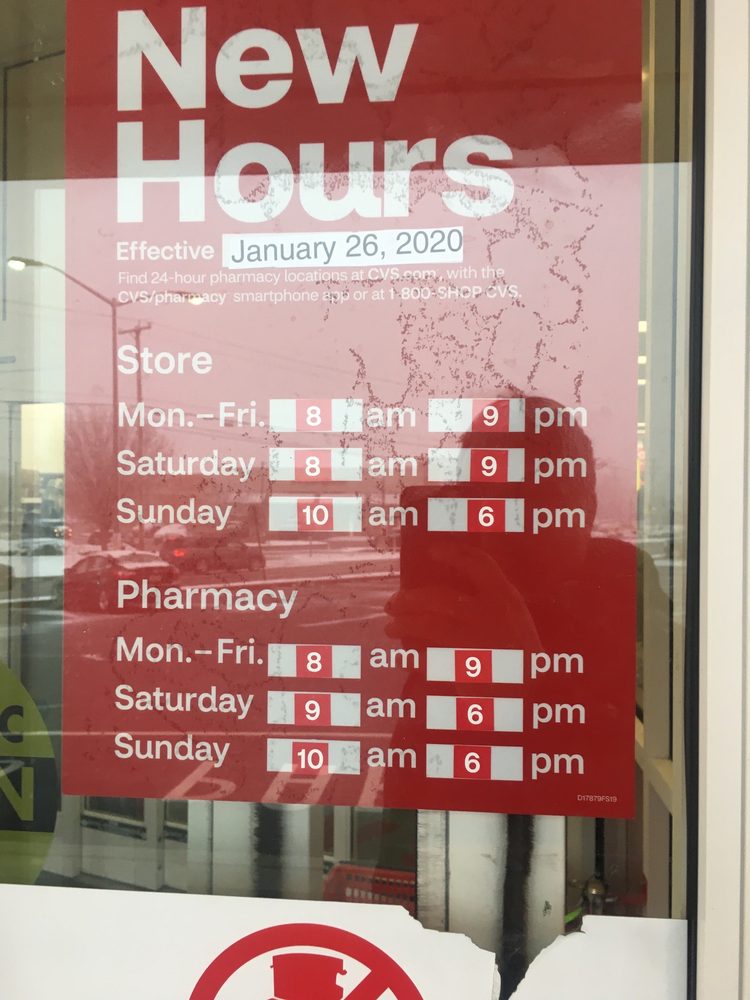 New
Hours
Effective January 26, 2020
Find 24-hour pharmacy locations at CVS.com, with the
CVS/pharmacy smartphone app or at 1-800-SHOP CVS.
Store
Mon.–Fri. 8 am 9 pm
Saturday 8 am 9 pm
Sunday 10 am 6 pm
Pharmacy
Mon.–Fri. 8 am 9 pm
Saturday 9 am 6 pm
Sunday 10 am 6 pm
D17879FS19
C
N